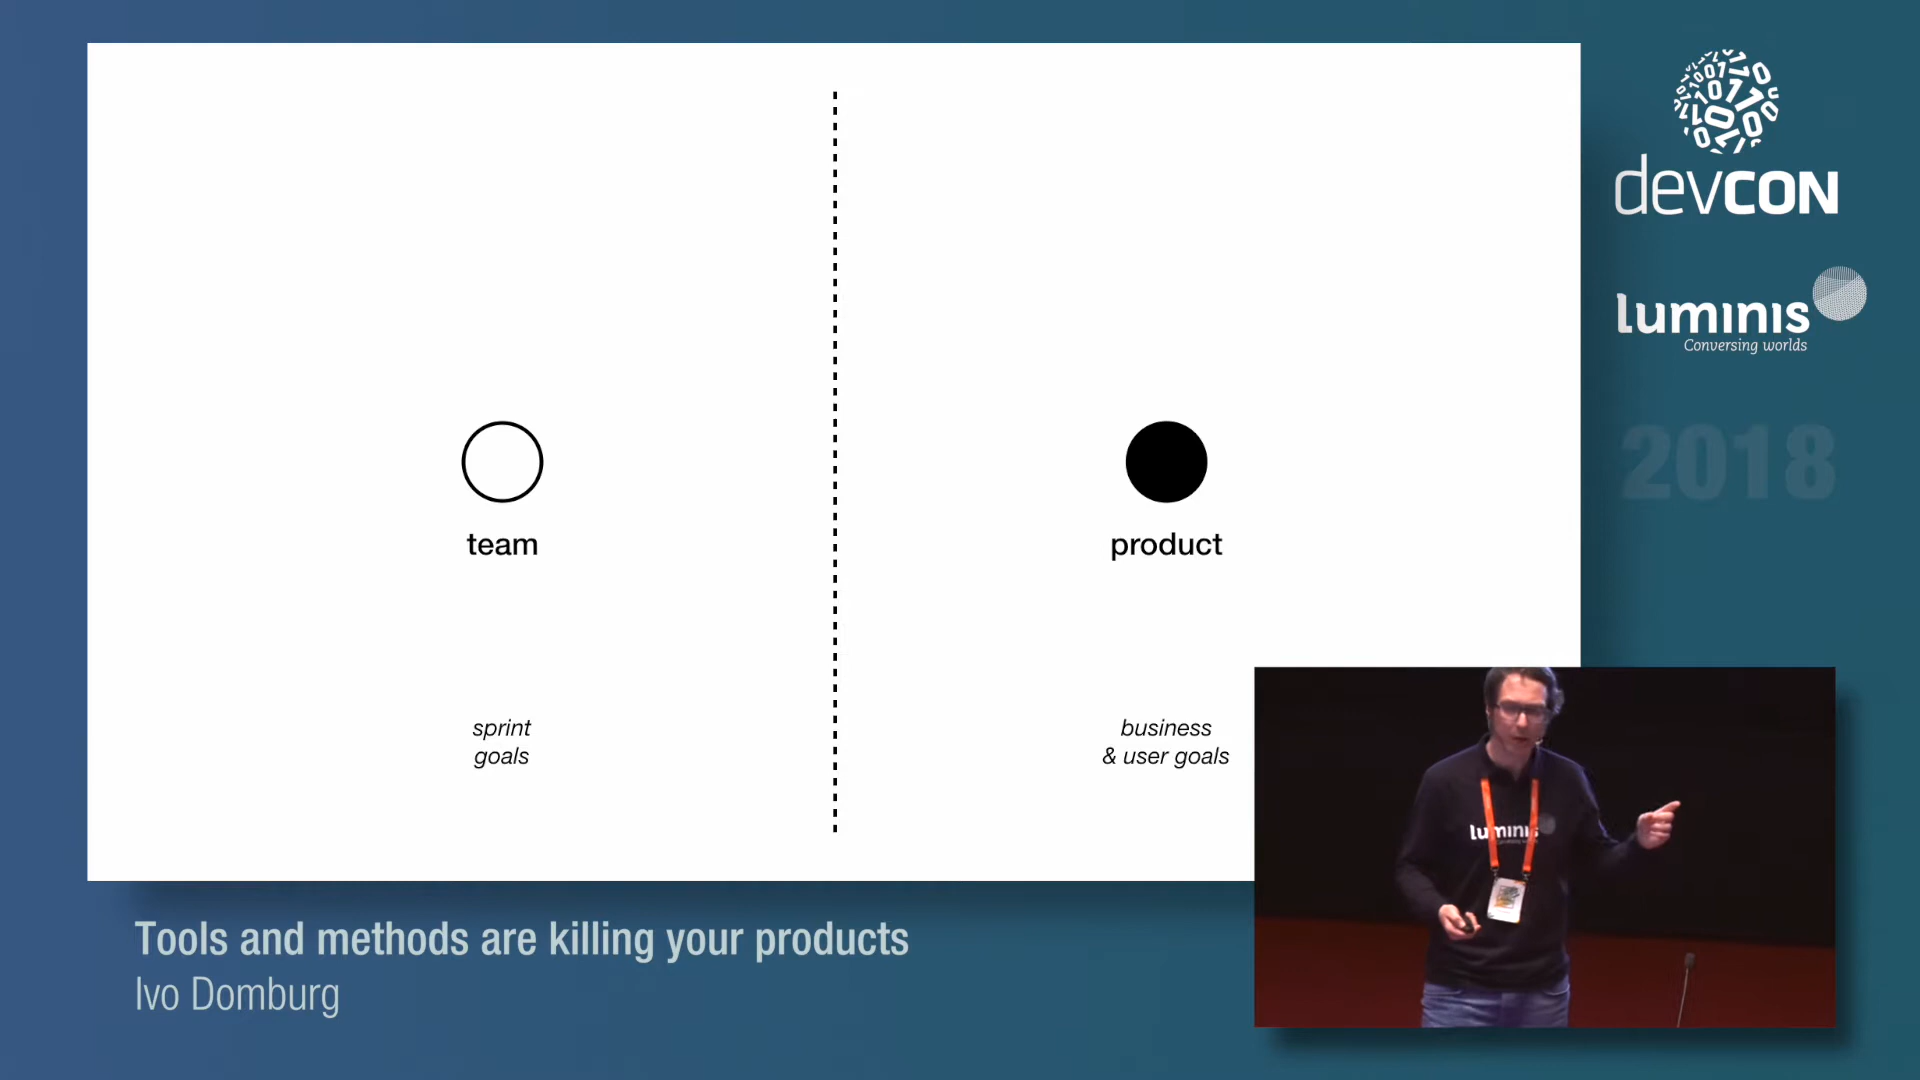 team
product
sprint
goals
business
& user goals
devcon
luminis
Conversing worlds
2018
luminis
Tools and methods are killing your products
Ivo Domburg